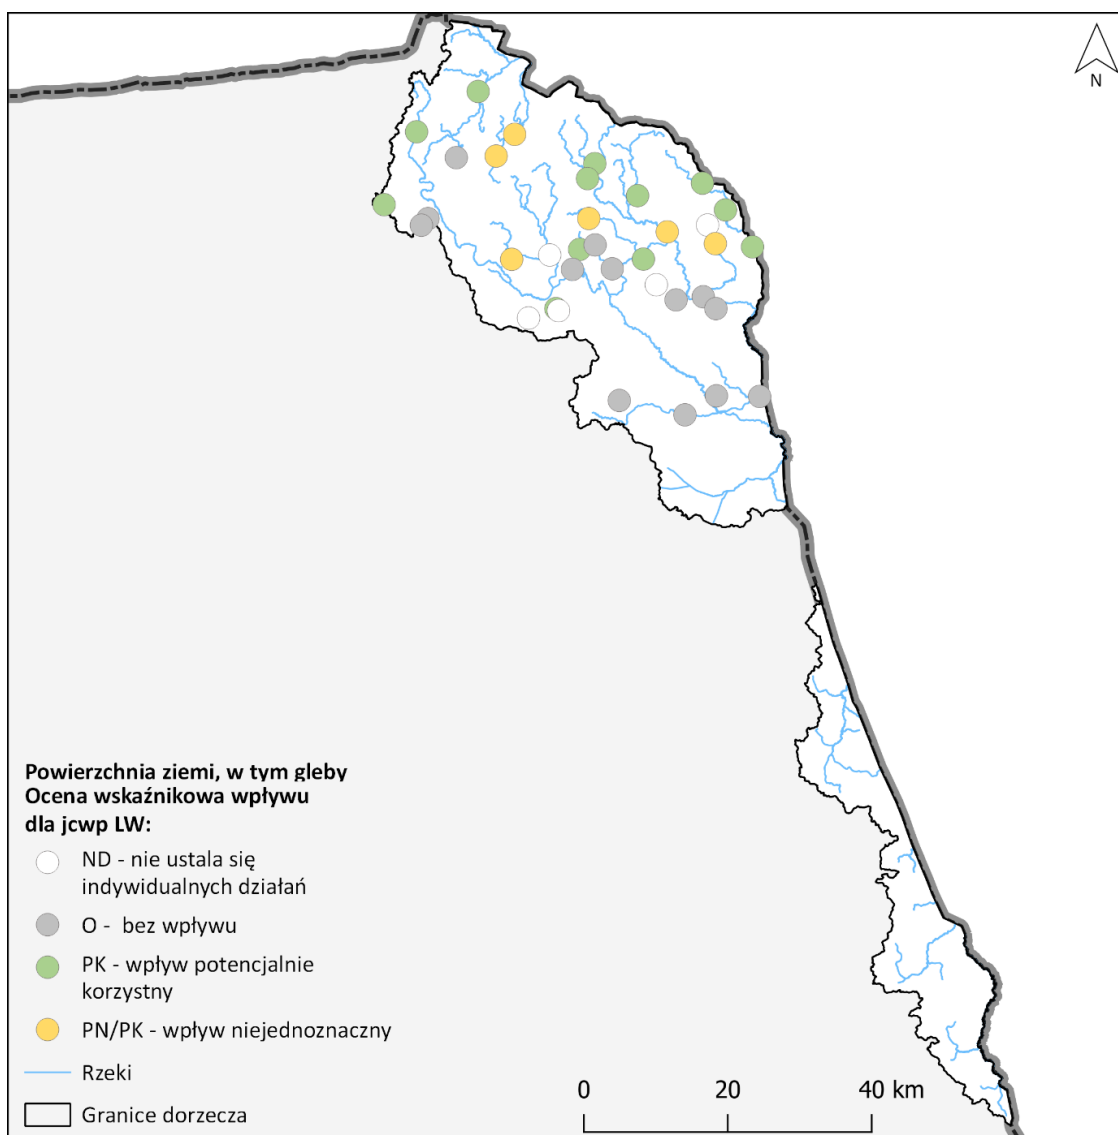 N
Powierzchnia ziemi, w tym gleby
Ocena wskaźnikowa wpływu
dla jcwp LW:
ND - nie ustala się
indywidualnych działań
O - bez wpływu
PK - wpływ potencjalnie
korzystny
PN/PK - wpływ niejednoznaczny
Rzeki
Granice dorzecza
0 20 40 km